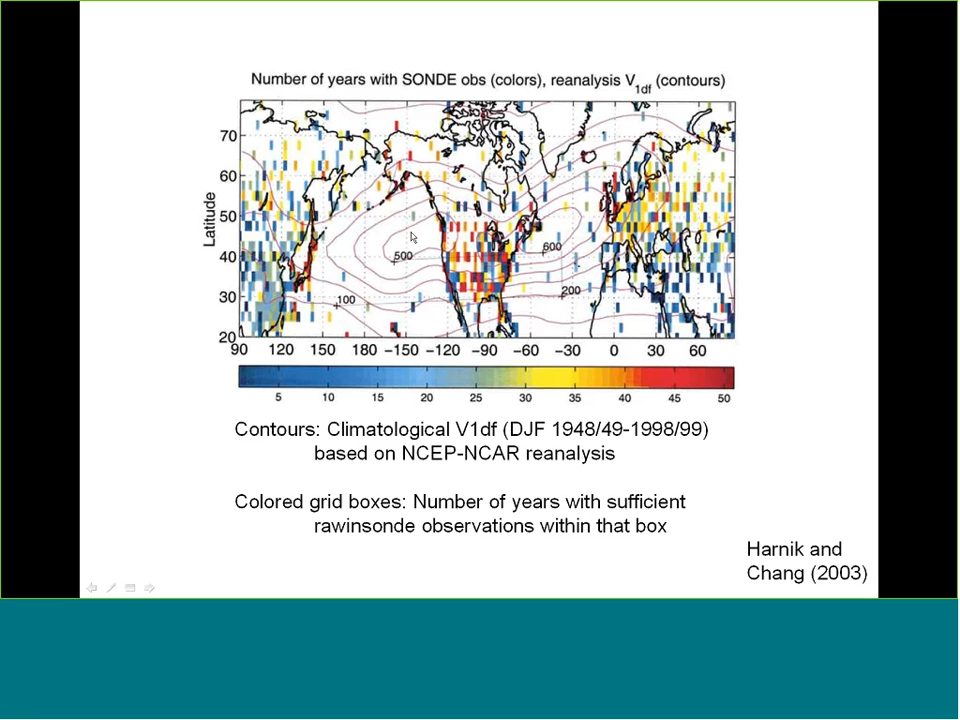 Number of years with SONDE obs (colors), reanalysis V1df (contours)
Latitude
70
60
50
40
30
20
500
600
100
200
90 120 150 180 −150 −120 −90 −60 −30 0 30 60
5 10 15 20 25 30 35 40 45 50
Contours: Climatological V1df (DJF 1948/49-1998/99)
based on NCEP-NCAR reanalysis
Colored grid boxes: Number of years with sufficient
rawinsonde observations within that box
Harnik and
Chang (2003)